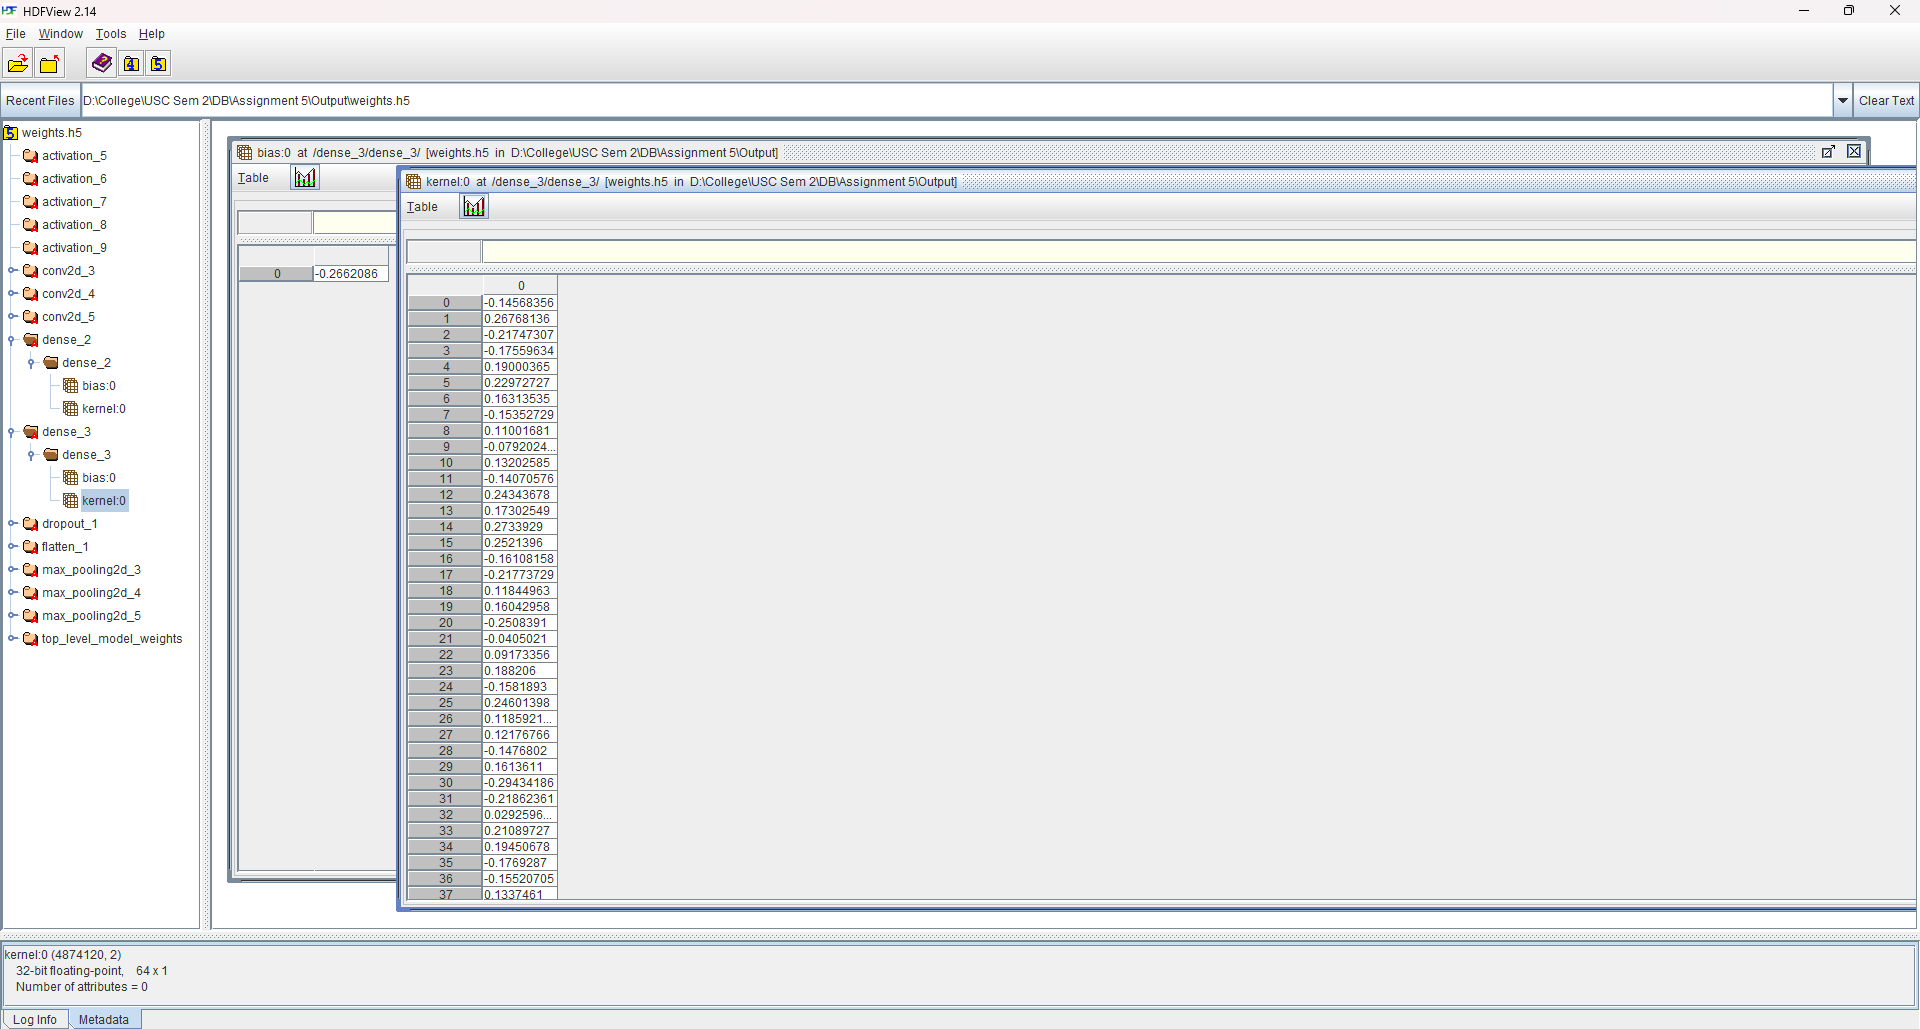 HDFView 2.14
File Window Tools Help
4 5
Recent Files D:\College\USC Sem 2\DB\Assignment 5\Output\weights.h5 Clear Text
5 weights.h5
activation_5
activation_6
activation_7
activation_8
activation_9
conv2d_3
conv2d_4
conv2d_5
dense_2
dense_2
bias:0
kernel:0
dense_3
dense_3
bias:0
kernel:0
dropout_1
flatten_1
max_pooling2d_3
max_pooling2d_4
max_pooling2d_5
top_level_model_weights
bias:0 at /dense_3/dense_3/ [weights.h5 in D:\College\USC Sem 2\DB\Assignment 5\Output]
Table
0 -0.2662086
kernel:0 at /dense_3/dense_3/ [weights.h5 in D:\College\USC Sem 2\DB\Assignment 5\Output]
Table
0
0 -0.14568356
1 0.26768136
2 -0.21747307
3 -0.17559634
4 0.19000365
5 0.22972727
6 0.16313535
7 -0.15352729
8 0.11001681
9 -0.0792024...
10 0.13202585
11 -0.14070576
12 0.24343678
13 0.17302549
14 0.2733929
15 0.2521396
16 -0.16108158
17 -0.21773729
18 0.11844963
19 0.16042958
20 -0.2508391
21 -0.0405021
22 0.09173356
23 0.188206
24 -0.1581893
25 0.24601398
26 0.1185921...
27 0.12176766
28 -0.1476802
29 0.1613611
30 -0.29434186
31 -0.21862361
32 0.0292596...
33 0.21089727
34 0.19450678
35 -0.1769287
36 -0.15520705
37 0.1337461
kernel:0 (4874120, 2)
32-bit floating-point, 64 x 1
Number of attributes = 0
Log Info Metadata